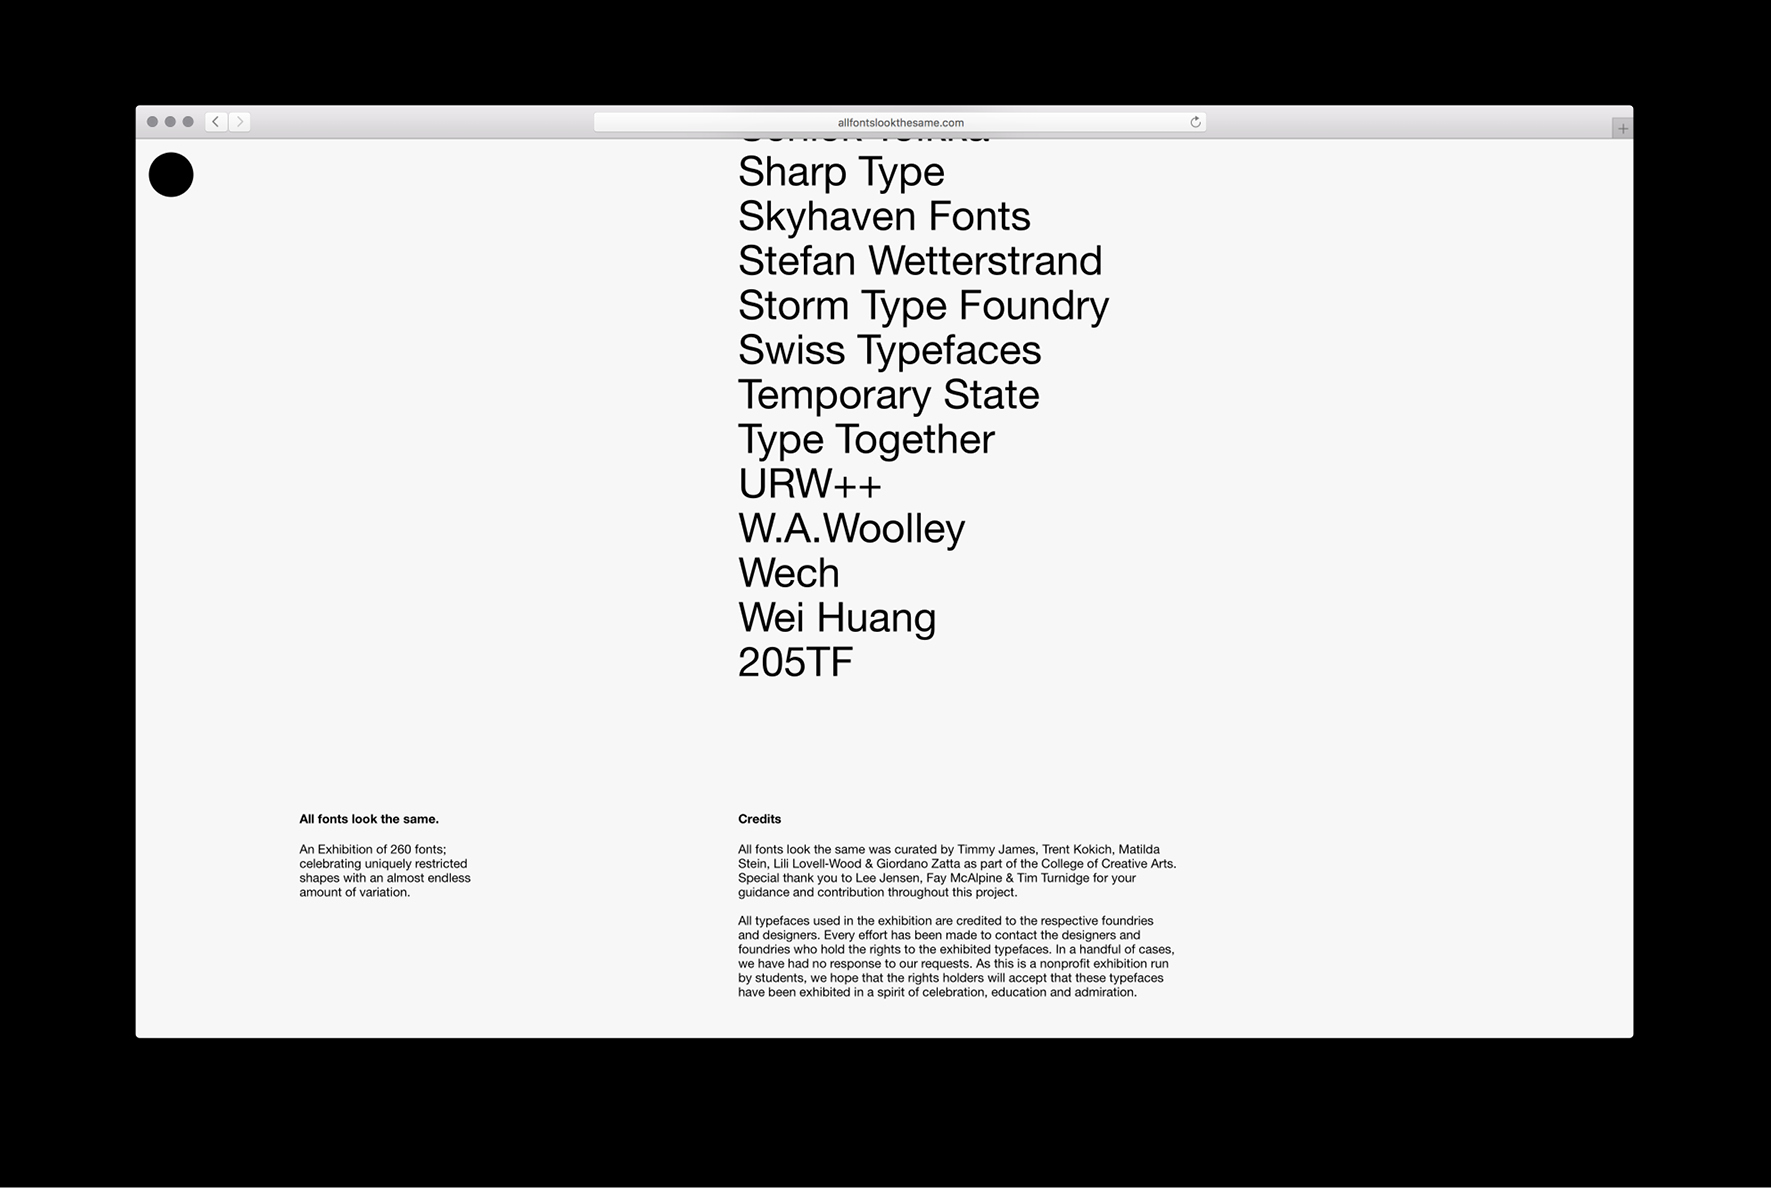 allfontslookthesame.com
Sharp Type
Skyhaven Fonts
Stefan Wetterstrand
Storm Type Foundry
Swiss Typefaces
Temporary State
Type Together
URW++
W.A.Woolley
Wech
Wei Huang
205TF
All fonts look the same.
An Exhibition of 260 fonts;
celebrating uniquely restricted
shapes with an almost endless
amount of variation.
Credits
All fonts look the same was curated by Timmy James, Trent Kokich, Matilda
Stein, Lili Lovell-Wood & Giordano Zatta as part of the College of Creative Arts.
Special thank you to Lee Jensen, Fay McAlpine & Tim Turnidge for your
guidance and contribution throughout this project.
All typefaces used in the exhibition are credited to the respective foundries
and designers. Every effort has been made to contact the designers and
foundries who hold the rights to the exhibited typefaces. In a handful of cases,
we have had no response to our requests. As this is a nonprofit exhibition run
by students, we hope that the rights holders will accept that these typefaces
have been exhibited in a spirit of celebration, education and admiration.